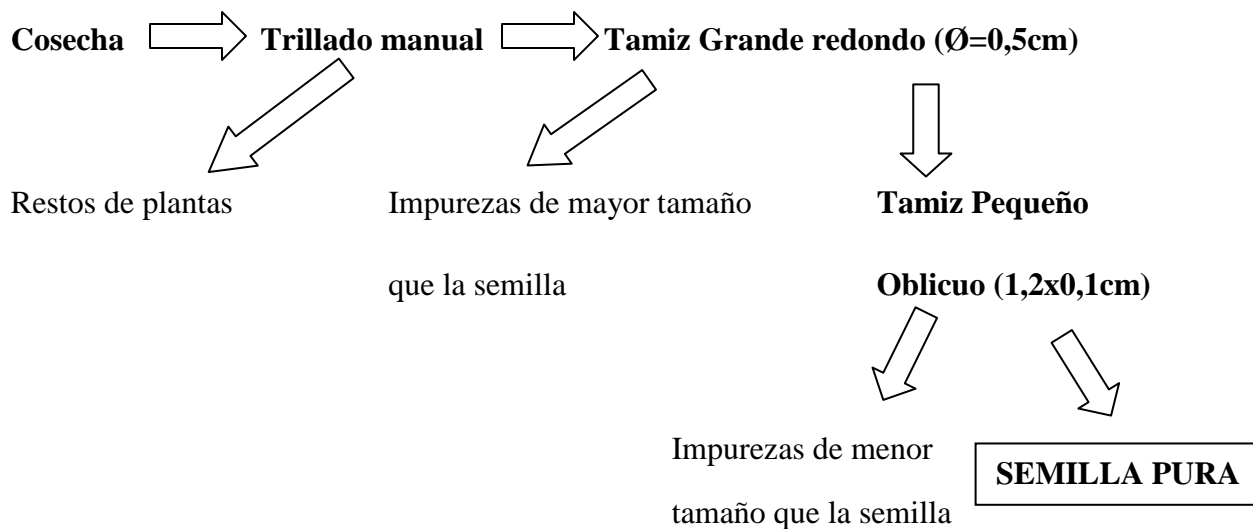 Cosecha Trillado manual Tamiz Grande redondo (Ø=0,5cm)
Restos de plantas Impurezas de mayor tamaño Tamiz Pequeño
que la semilla Oblicuo (1,2x0,1cm)
Impurezas de menor
SEMILLA PURA
tamaño que la semilla